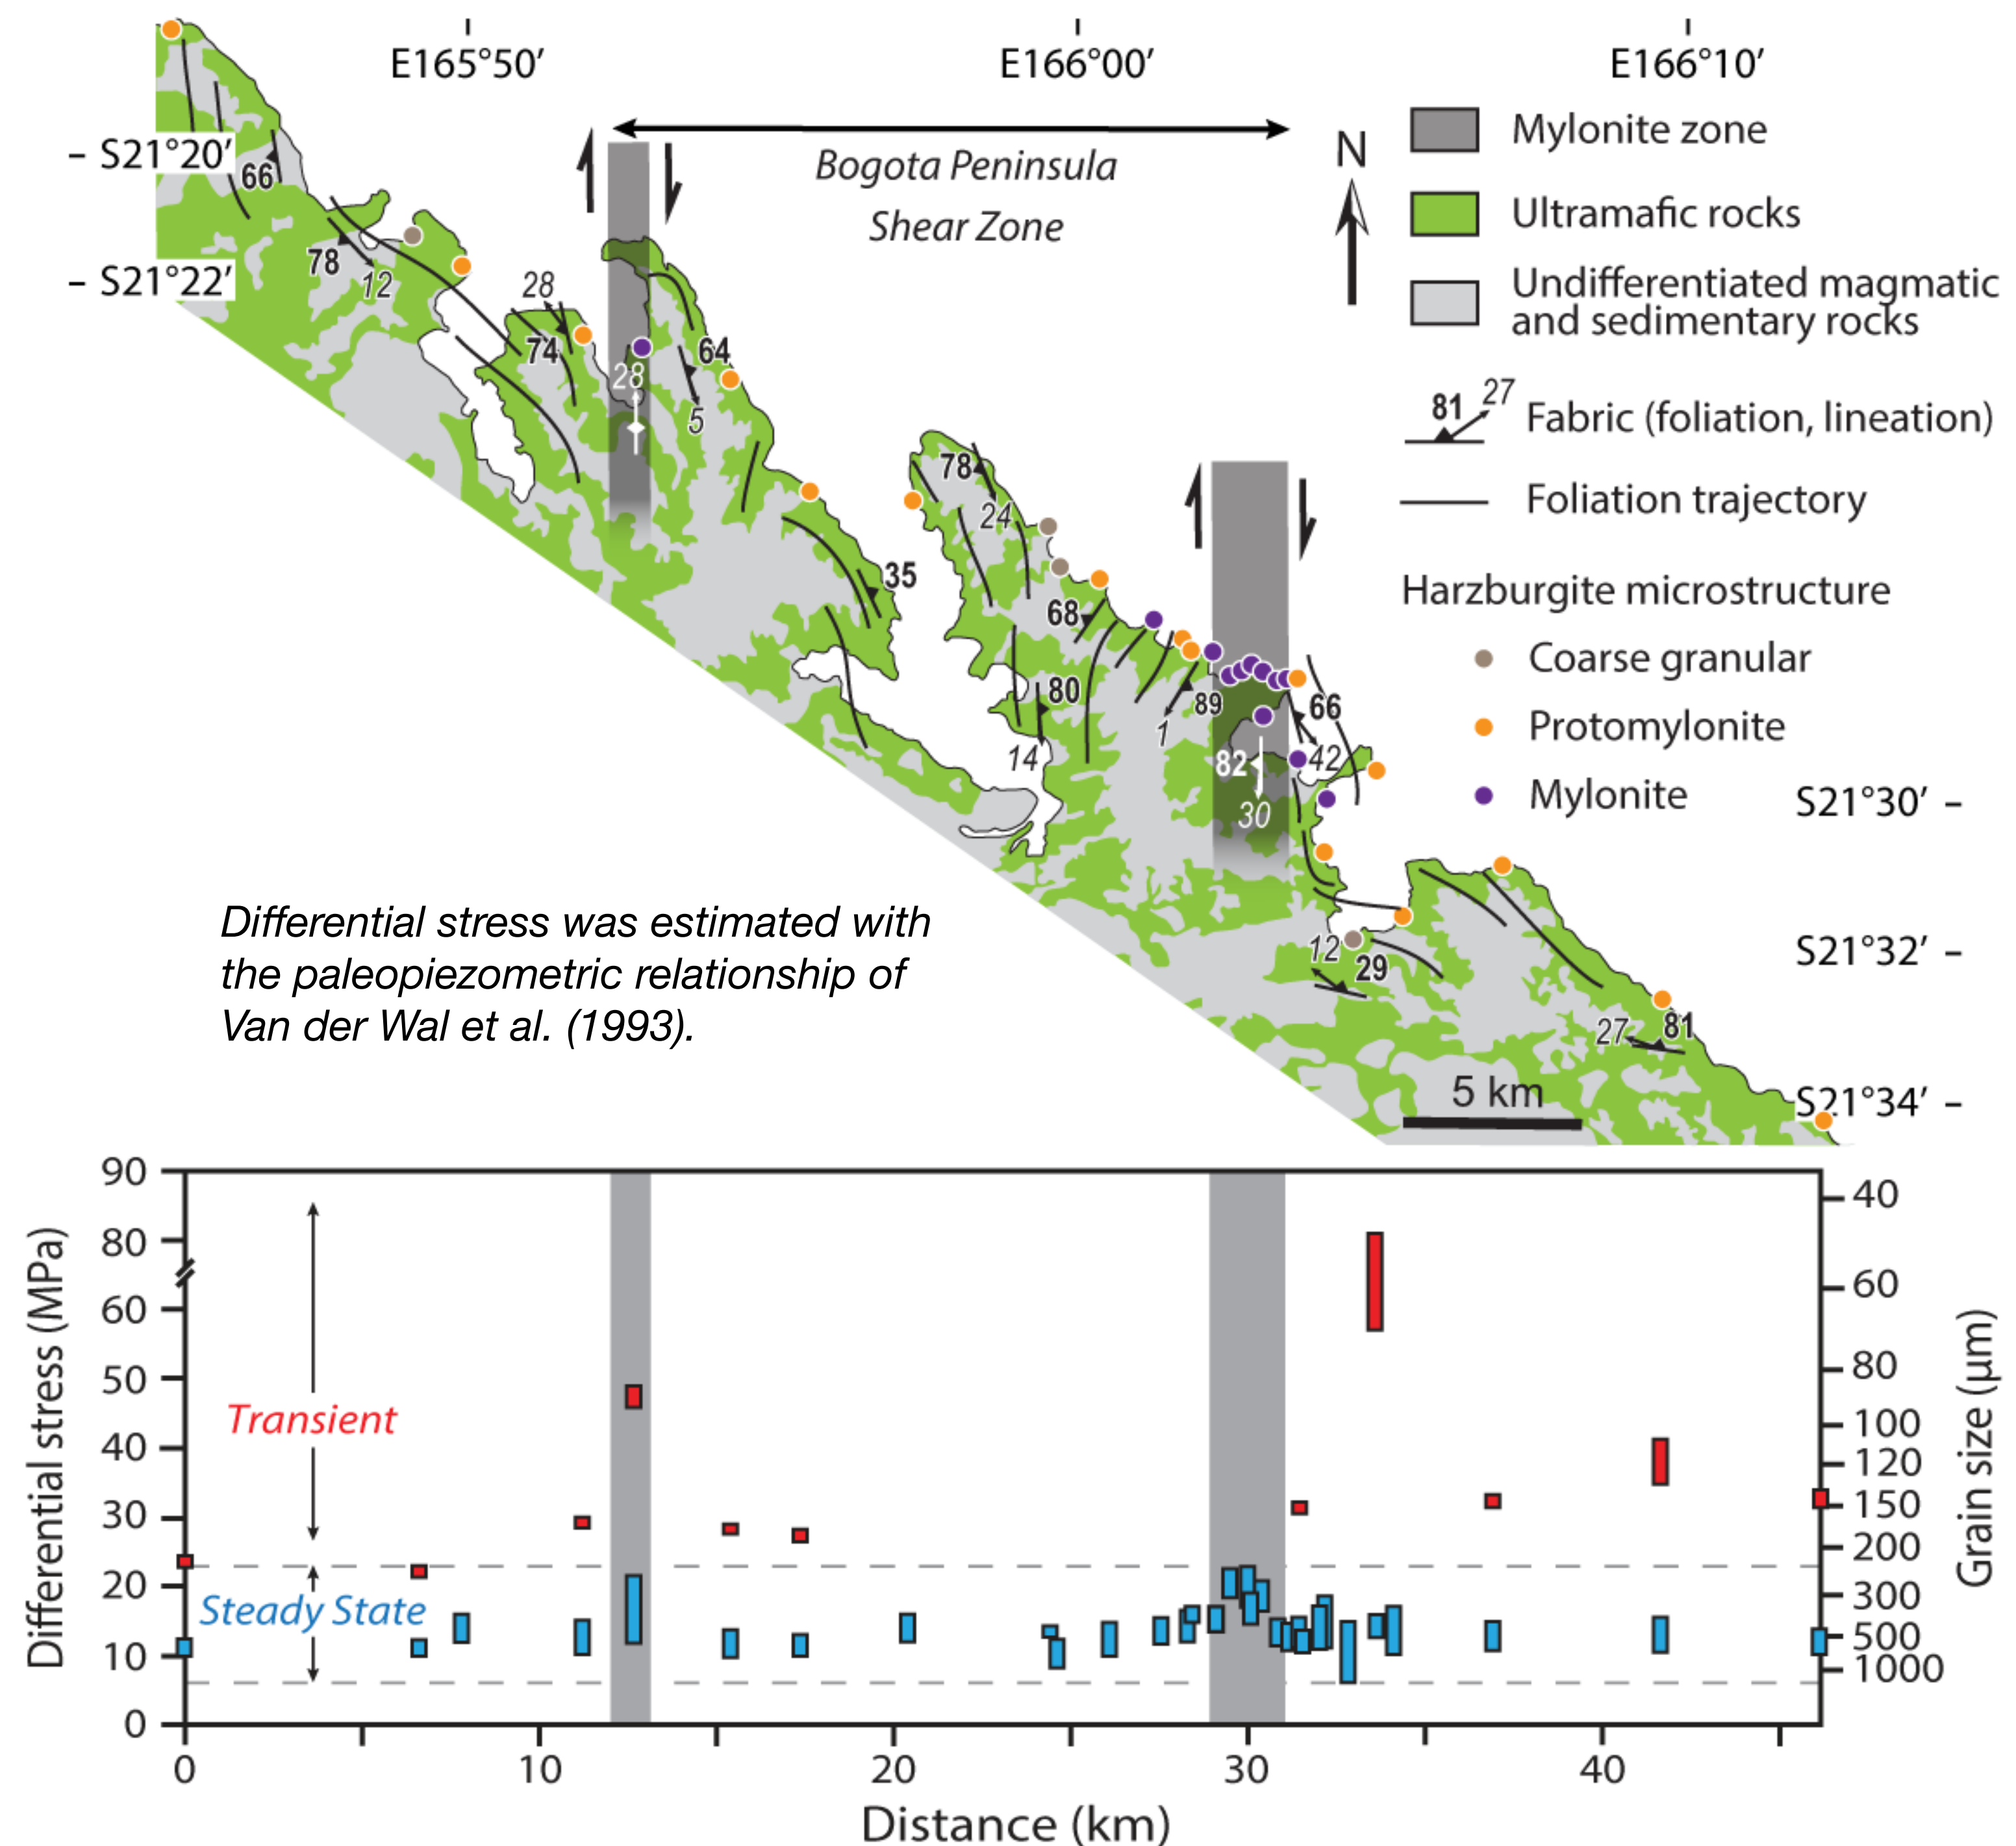 E165°50′
E166°00′
E166°10′
– S21°20′
– S21°22′
Bogota Peninsula
Shear Zone
N
Mylonite zone
Ultramafic rocks
Undifferentiated magmatic
and sedimentary rocks
81 27 Fabric (foliation, lineation)
Foliation trajectory
Harzburgite microstructure
Coarse granular
Protomylonite
Mylonite
66
78
12
28
74
28
64
5
35
78
24
68
80
14
89
1
66
42
82
30
12
29
27
81
S21°30′ –
S21°32′ –
S21°34′ –
5 km
Differential stress was estimated with
the paleopiezometric relationship of
Van der Wal et al. (1993).
Differential stress (MPa)
90
80
60
50
40
30
20
10
0
Transient
Steady State
40
60
80
100
120
150
200
300
500
1000
Grain size (µm)
0
10
20
30
40
Distance (km)